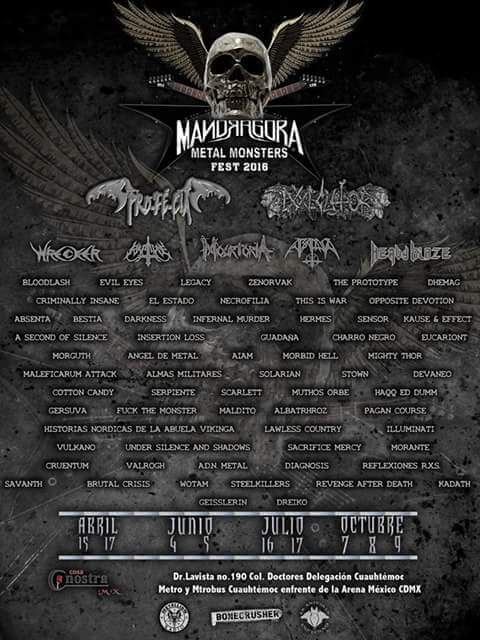 MANDRAGORA
METAL MONSTERS
FEST 2016
WRECKER
BLOODLASH EVIL EYES LEGACY ZENORVAK THE PROTOTYPE DHEMAG
CRIMINALLY INSANE EL ESTADO NECROFILIA THIS IS WAR OPPOSITE DEVOTION
ABSENTA BESTIA DARKNESS INFERNAL MURDER HERMES SENSOR KAUSE & EFFECT
A SECOND OF SILENCE INSERTION LOSS GUADAÑA CHARRO NEGRO EUCARIONT
MORGUTH ANGEL DE METAL AIAM MORBID HELL MIGHTY THOR
MALEFICARUM ATTACK ALMAS MILITARES SOLARIAN STOWN DEVANEO
COTTON CANDY SERPIENTE SCARLETT MUTHOS ORBE HAQQ ED DUMM
GERSUVA FUCK THE MONSTER MALDITO ALBATRHROZ PAGAN COURSE
HISTORIAS NORDICAS DE LA ABUELA VIKINGA LAWLESS COUNTRY ILLUMINATI
VULKANO UNDER SILENCE AND SHADOWS SACRIFICE MERCY MORANTE
CRUENTUM VALROGH A.D.N. METAL DIAGNOSIS REFLEXIONES R.X.S.
SAVANTH BRUTAL CRISIS WOTAM STEELKILLERS REVENGE AFTER DEATH KADATH
GEISSLERIN DREIKO
ABRIL JUNIO JULIO OCTUBRE
15 17 4 5 16 17 7 8 9
cosa
nostra
MX
Dr.Lavista no.190 Col. Doctores Delegación Cuauhtémoc
Metro y Mtrobus Cuauhtémoc enfrente de la Arena México CDMX
BONECRUSHER